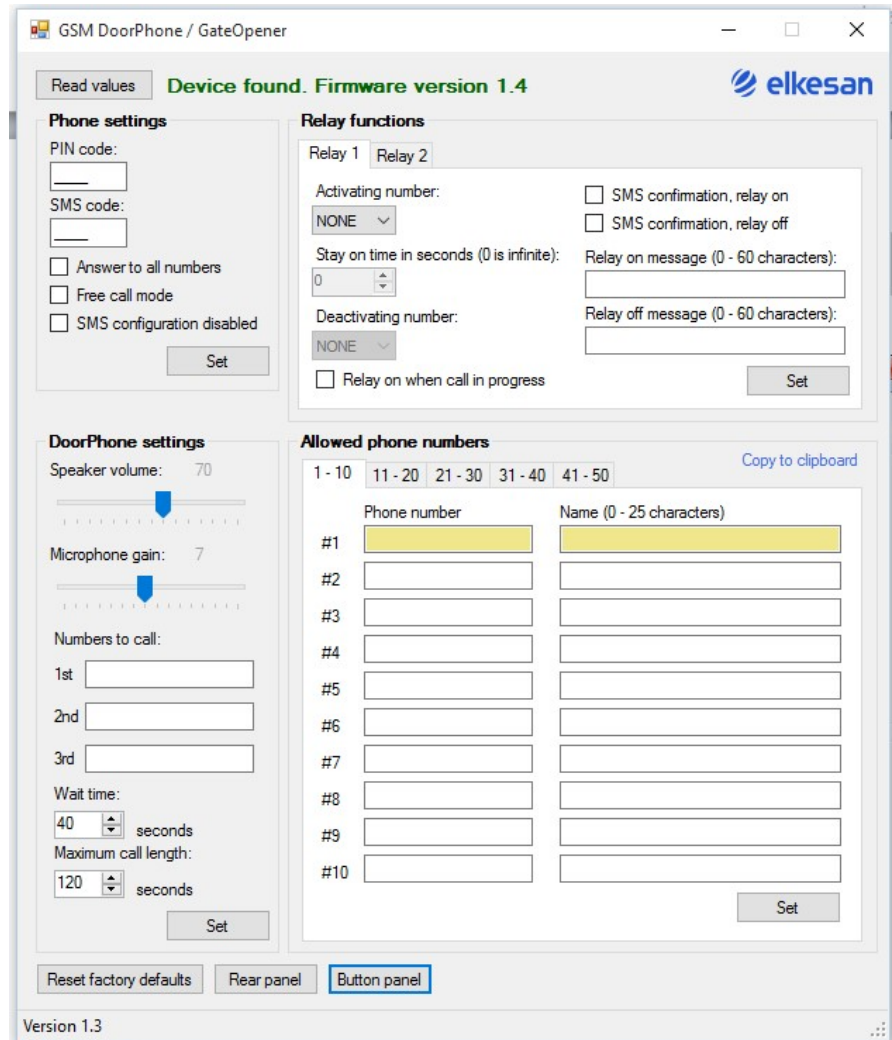 GSM DoorPhone / GateOpener
Read values
Device found. Firmware version 1.4
elkesan
Phone settings
PIN code:
SMS code:
Answer to all numbers
Free call mode
SMS configuration disabled
Set
Relay functions
Relay 1 Relay 2
Activating number:
NONE
Stay on time in seconds (0 is infinite):
0
Deactivating number:
NONE
Relay on when call in progress
SMS confirmation, relay on
SMS confirmation, relay off
Relay on message (0 - 60 characters):
Relay off message (0 - 60 characters):
Set
DoorPhone settings
Speaker volume: 70
Microphone gain: 7
Numbers to call:
1st
2nd
3rd
Wait time:
40 seconds
Maximum call length:
120 seconds
Set
Allowed phone numbers
Copy to clipboard
1 - 10 11 - 20 21 - 30 31 - 40 41 - 50
Phone number Name (0 - 25 characters)
#1
#2
#3
#4
#5
#6
#7
#8
#9
#10
Set
Reset factory defaults Rear panel Button panel
Version 1.3